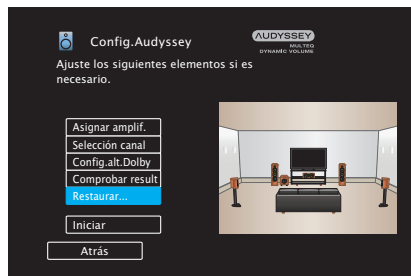 Config.Audyssey
AUDYSSEY
MULTEQ
DYNAMIC VOLUME
Ajuste los siguientes elementos si es
necesario.
Asignar amplif.
Selección canal
Config.alt.Dolby
Comprobar result
Restaurar...
Iniciar
Atrás